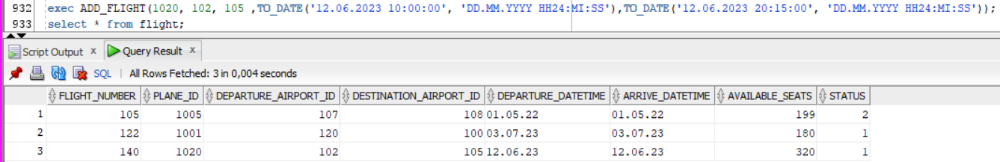 932 exec ADD_FLIGHT(1020, 102, 105 ,TO_DATE('12.06.2023 10:00:00', 'DD.MM.YYYY HH24:MI:SS'),TO_DATE('12.06.2023 20:15:00', 'DD.MM.YYYY HH24:MI:SS'));
933 select * from flight;
Script Output x Query Result x
SQL | All Rows Fetched: 3 in 0,004 seconds
FLIGHT_NUMBER PLANE_ID DEPARTURE_AIRPORT_ID DESTINATION_AIRPORT_ID DEPARTURE_DATETIME ARRIVE_DATETIME AVAILABLE_SEATS STATUS
1 105 1005 107 108 01.05.22 01.05.22 199 2
2 122 1001 120 100 03.07.23 03.07.23 180 1
3 140 1020 102 105 12.06.23 12.06.23 320 1